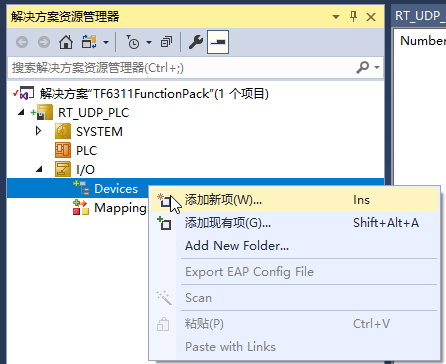 解决方案资源管理器
RT_UDP_
Number
搜索解决方案资源管理器(Ctrl+;)
解决方案"TF6311FunctionPack"(1 个项目)
RT_UDP_PLC
SYSTEM
PLC
I/O
Devices
Mapping
添加新项(W)... Ins
添加现有项(G)... Shift+Alt+A
Add New Folder...
Export EAP Config File
Scan
粘贴(P) Ctrl+V
Paste with Links